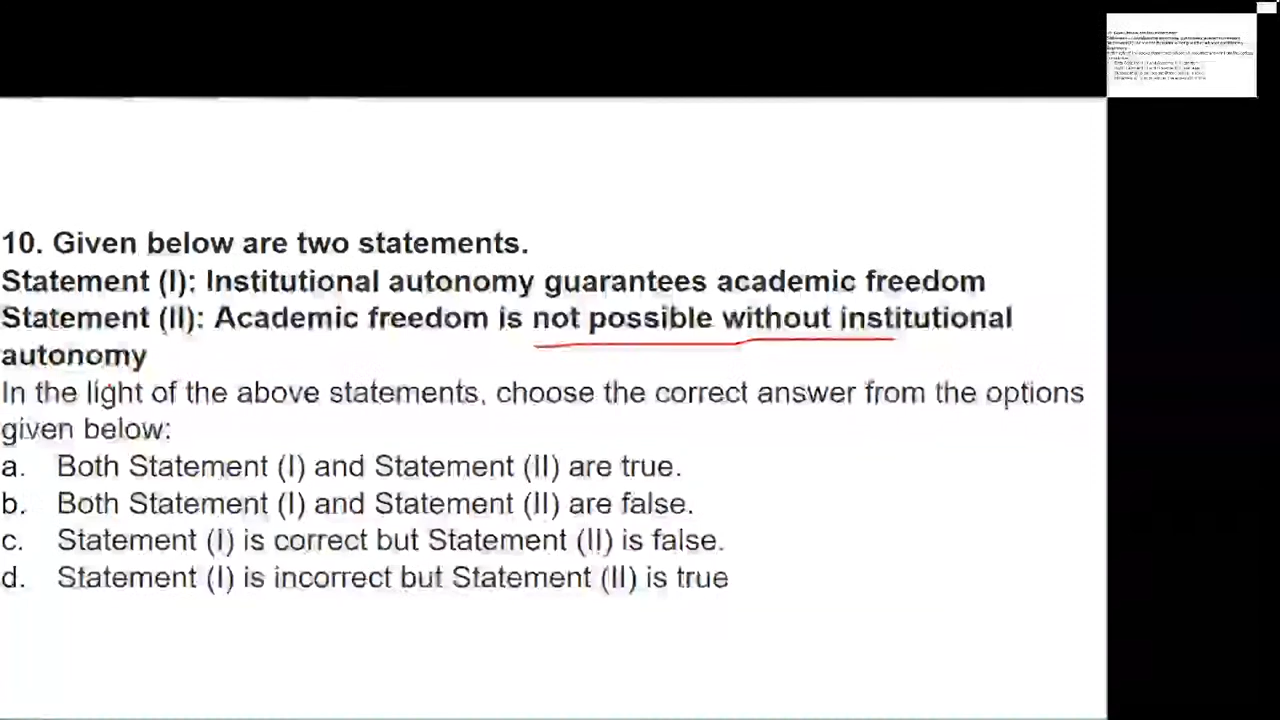 10. Given below are two statements.
Statement (I): Institutional autonomy guarantees academic freedom
Statement (II): Academic freedom is not possible without institutional
autonomy
In the light of the above statements, choose the correct answer from the options
given below:
a. Both Statement (I) and Statement (II) are true.
b. Both Statement (I) and Statement (II) are false.
c. Statement (I) is correct but Statement (II) is false.
d. Statement (I) is incorrect but Statement (II) is true